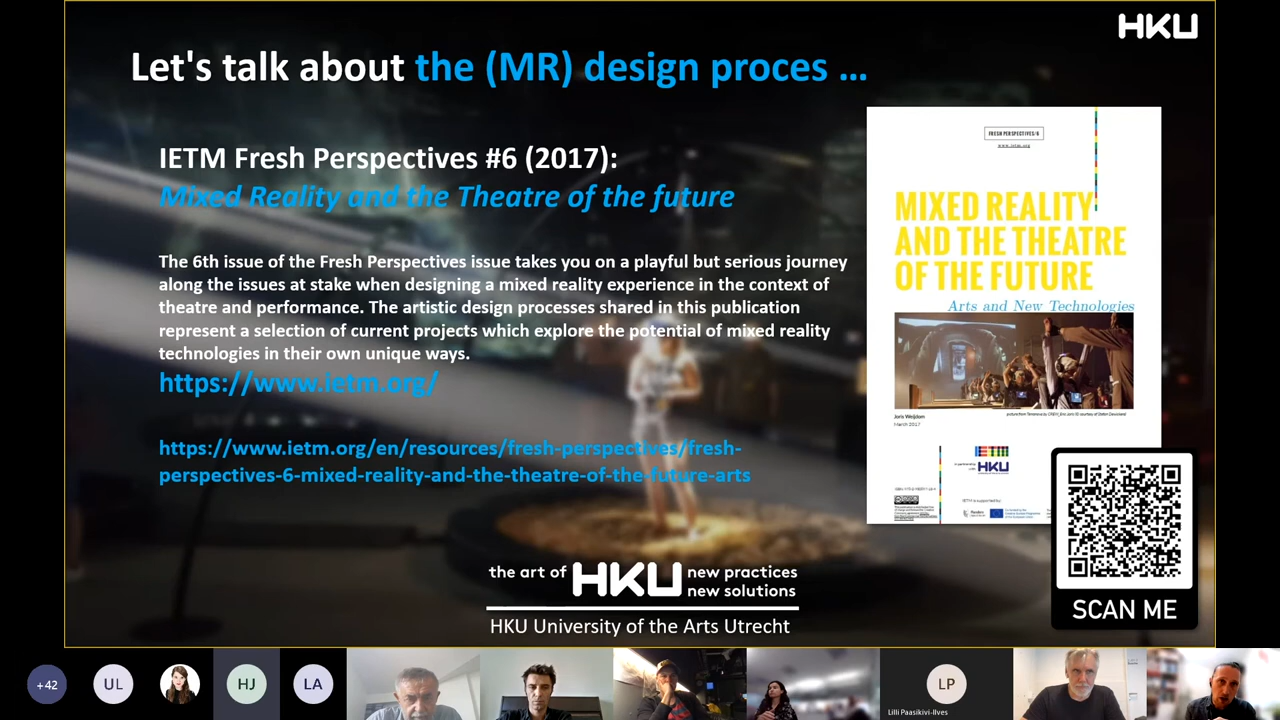 HKU
Let's talk about the (MR) design proces ...
IETM Fresh Perspectives #6 (2017):
Mixed Reality and the Theatre of the future
The 6th issue of the Fresh Perspectives issue takes you on a playful but serious journey
along the issues at stake when designing a mixed reality experience in the context of
theatre and performance. The artistic design processes shared in this publication
represent a selection of current projects which explore the potential of mixed reality
technologies in their own unique ways.
https://www.ietm.org/
https://www.ietm.org/en/resources/fresh-perspectives/fresh-
perspectives-6-mixed-reality-and-the-theatre-of-the-future-arts
FRESH PERSPECTIVES/6
www.ietm.org
MIXED REALITY
AND THE THEATRE
OF THE FUTURE
Arts and New Technologies
Joris Weijdom
March 2017
IETM
HKU
IETM is supported by:
SCAN ME
the art of HKU new practices
new solutions
HKU University of the Arts Utrecht
+42
UL
HJ
LA
LP
Lilli Paasikivi-Ilves